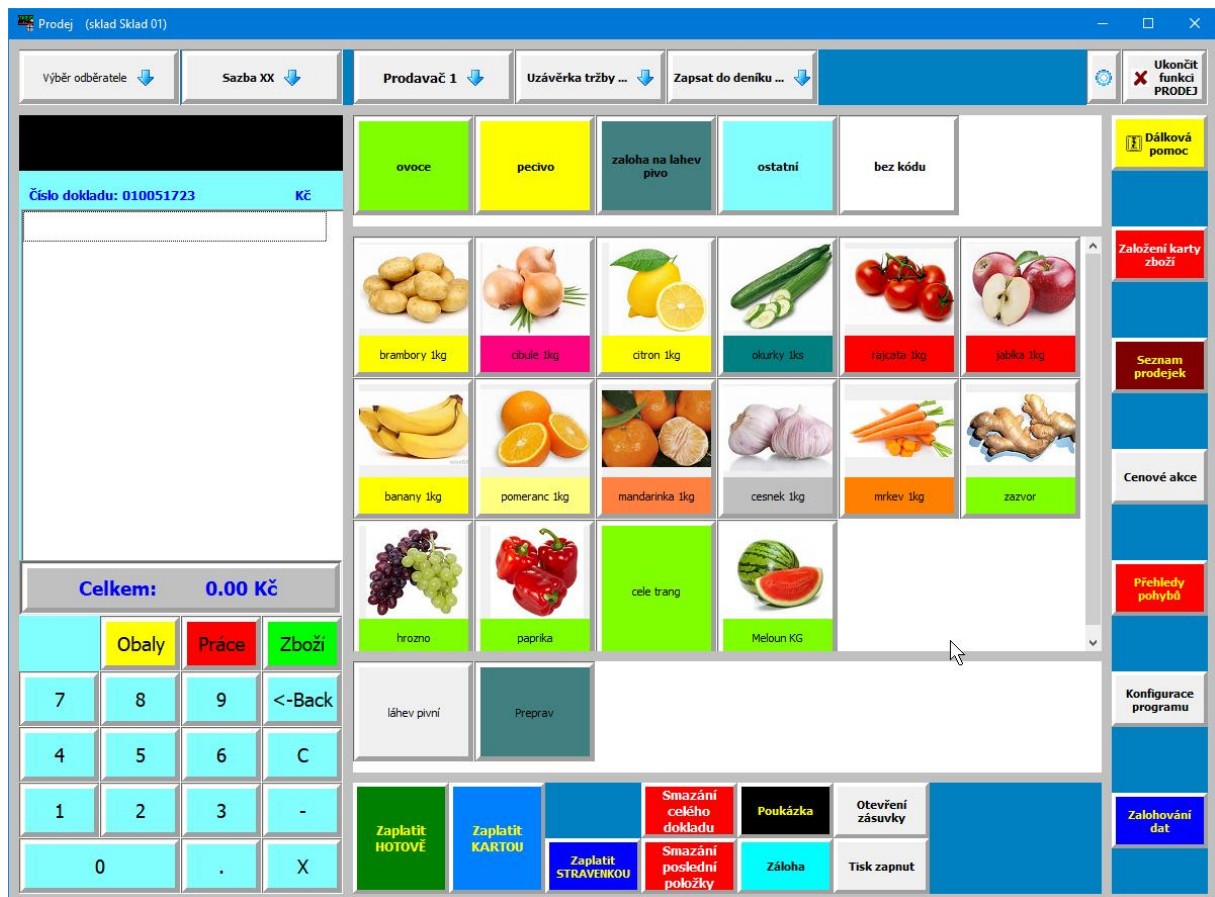 Prodej (sklad Sklad 01)
Výběr odběratele
Sazba XX
Prodavač 1
Uzávěrka tržby ...
Zapsat do deníku ...
Ukončit
funkci
PRODEJ
Číslo dokladu: 010051723 Kč
ovoce
pecivo
zaloha na lahev
pivo
ostatní
bez kódu
Dálková
pomoc
Založení karty
zboží
Seznam
prodejek
Cenové akce
Přehledy
pohybů
Konfigurace
programu
Zalohování
dat
brambory 1kg
cibule 1kg
citron 1kg
okurky 1ks
rajcata 1kg
jablka 1kg
banany 1kg
pomeranc 1kg
mandarinka 1kg
cesnek 1kg
mrkev 1kg
zazvor
hrozno
paprika
cele trang
Meloun KG
láhev pivní
Preprav
Celkem: 0.00 Kč
Obaly
Práce
Zboží
7 8 9 <-Back
4 5 6 C
1 2 3 -
0 . X
Zaplatit
HOTOVĚ
Zaplatit
KARTOU
Zaplatit
STRAVENKOU
Smazání
celého
dokladu
Smazání
poslední
položky
Poukázka
Záloha
Otevření
zásuvky
Tisk zapnut